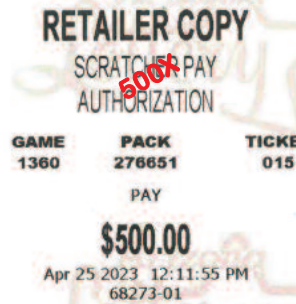 RETAILER COPY
SCRATCHER PAY
500X
AUTHORIZATION
GAME PACK TICKE
1360 276651 015
PAY
$500.00
Apr 25 2023 12:11:55 PM
68273-01